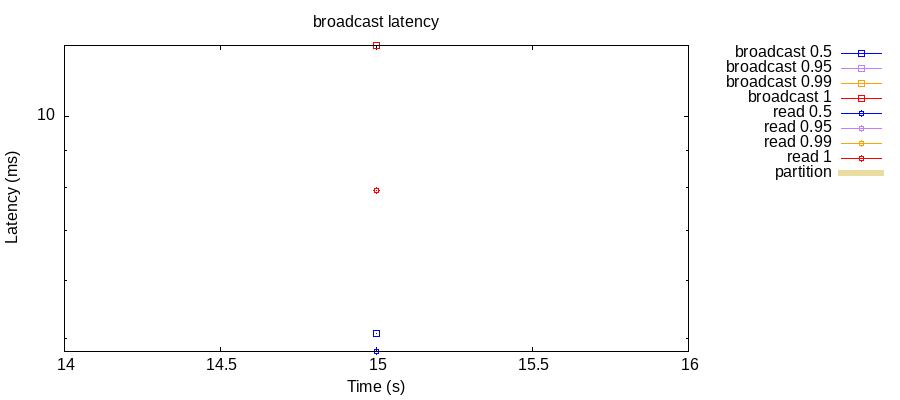 broadcast latency
broadcast 0.5
broadcast 0.95
broadcast 0.99
broadcast 1
read 0.5
read 0.95
read 0.99
read 1
partition
10
Latency (ms)
14 14.5 15 15.5 16
Time (s)